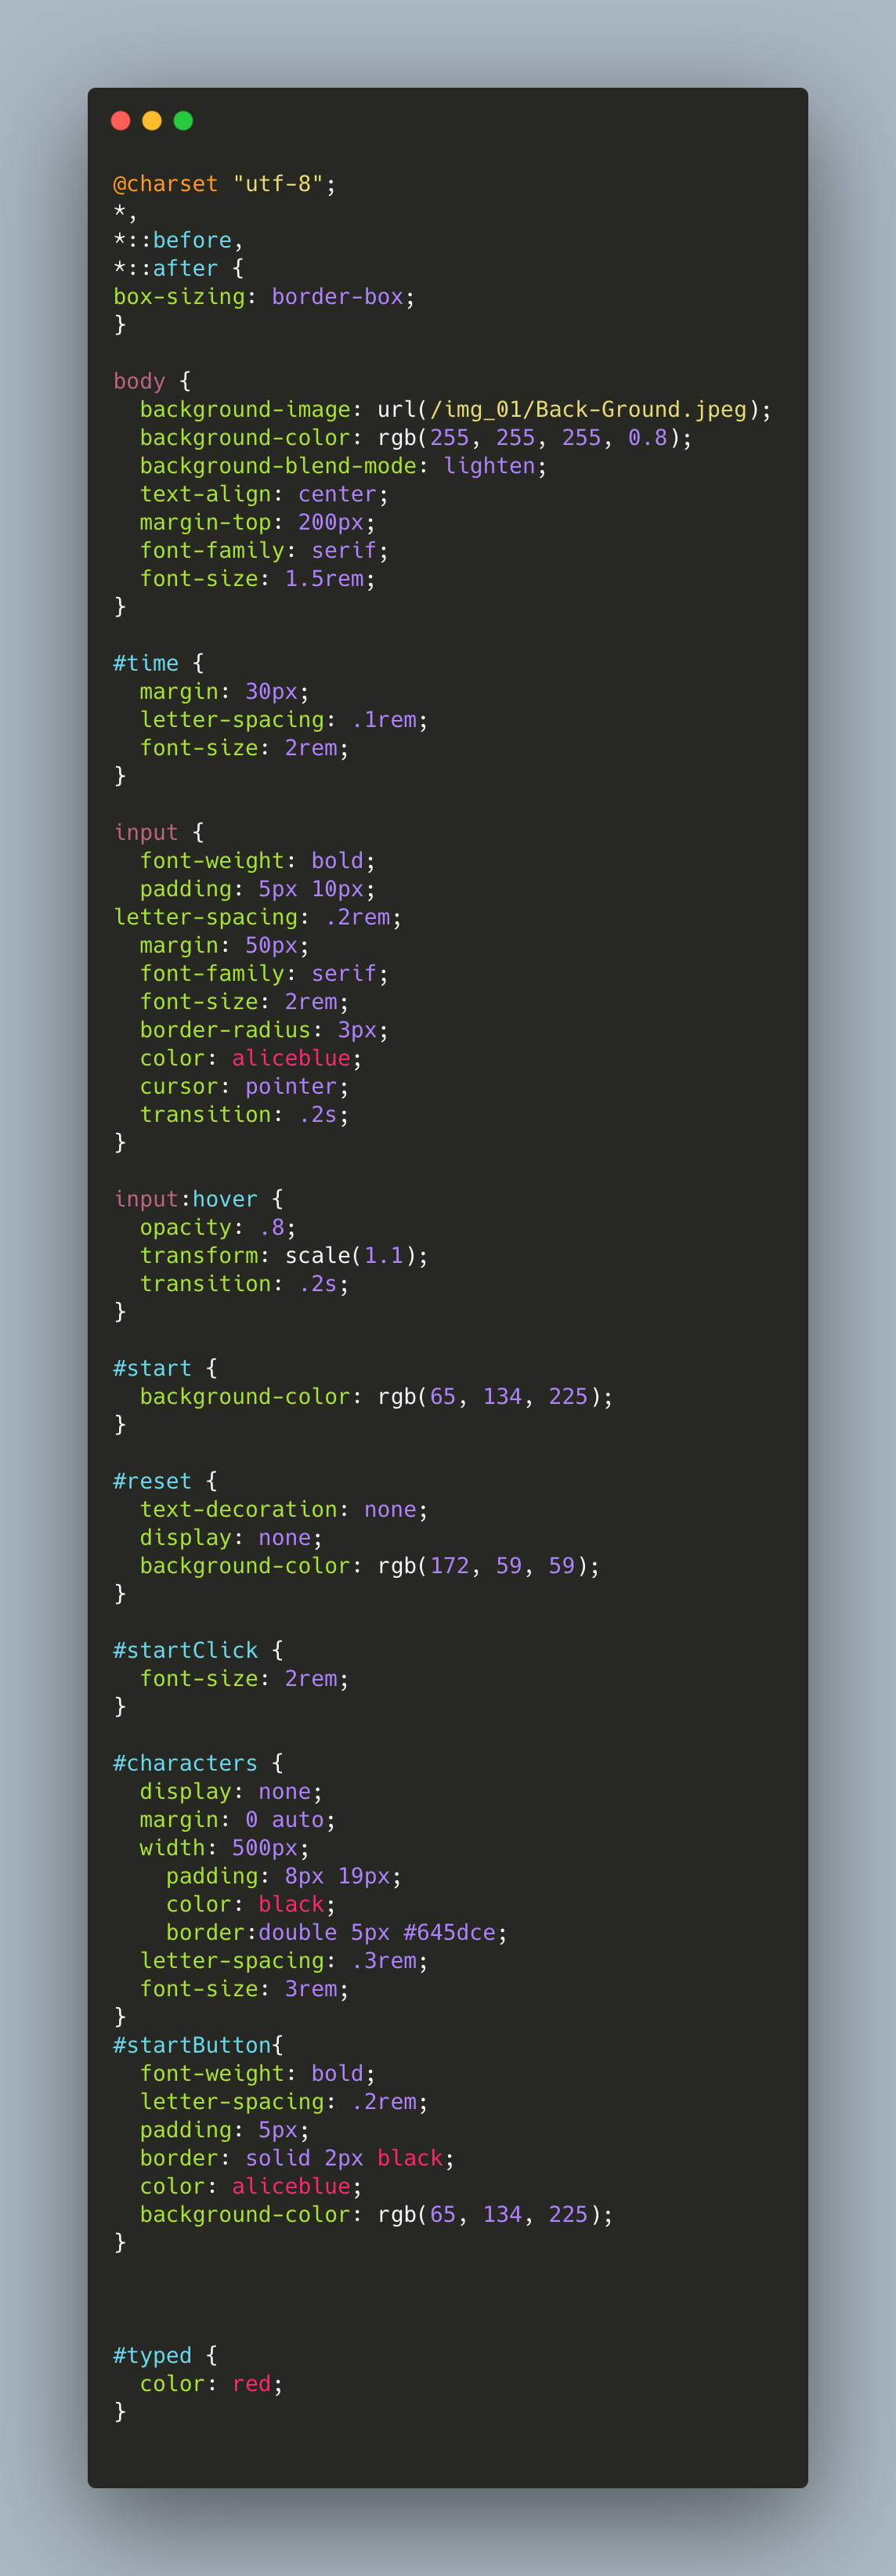 @charset "utf-8";
*,
*::before,
*::after {
box-sizing: border-box;
}

body {
  background-image: url(/img_01/Back-Ground.jpeg);
  background-color: rgb(255, 255, 255, 0.8);
  background-blend-mode: lighten;
  text-align: center;
  margin-top: 200px;
  font-family: serif;
  font-size: 1.5rem;
}

#time {
  margin: 30px;
  letter-spacing: .1rem;
  font-size: 2rem;
}

input {
  font-weight: bold;
  padding: 5px 10px;
letter-spacing: .2rem;
  margin: 50px;
  font-family: serif;
  font-size: 2rem;
  border-radius: 3px;
  color: aliceblue;
  cursor: pointer;
  transition: .2s;
}

input:hover {
  opacity: .8;
  transform: scale(1.1);
  transition: .2s;
}

#start {
  background-color: rgb(65, 134, 225);
}

#reset {
  text-decoration: none;
  display: none;
  background-color: rgb(172, 59, 59);
}

#startClick {
  font-size: 2rem;
}

#characters {
  display: none;
  margin: 0 auto;
  width: 500px;
    padding: 8px 19px;
    color: black;
    border:double 5px #645dce;
  letter-spacing: .3rem;
  font-size: 3rem;
}
#startButton{
  font-weight: bold;
  letter-spacing: .2rem;
  padding: 5px;
  border: solid 2px black;
  color: aliceblue;
  background-color: rgb(65, 134, 225);
}

#typed {
  color: red;
}